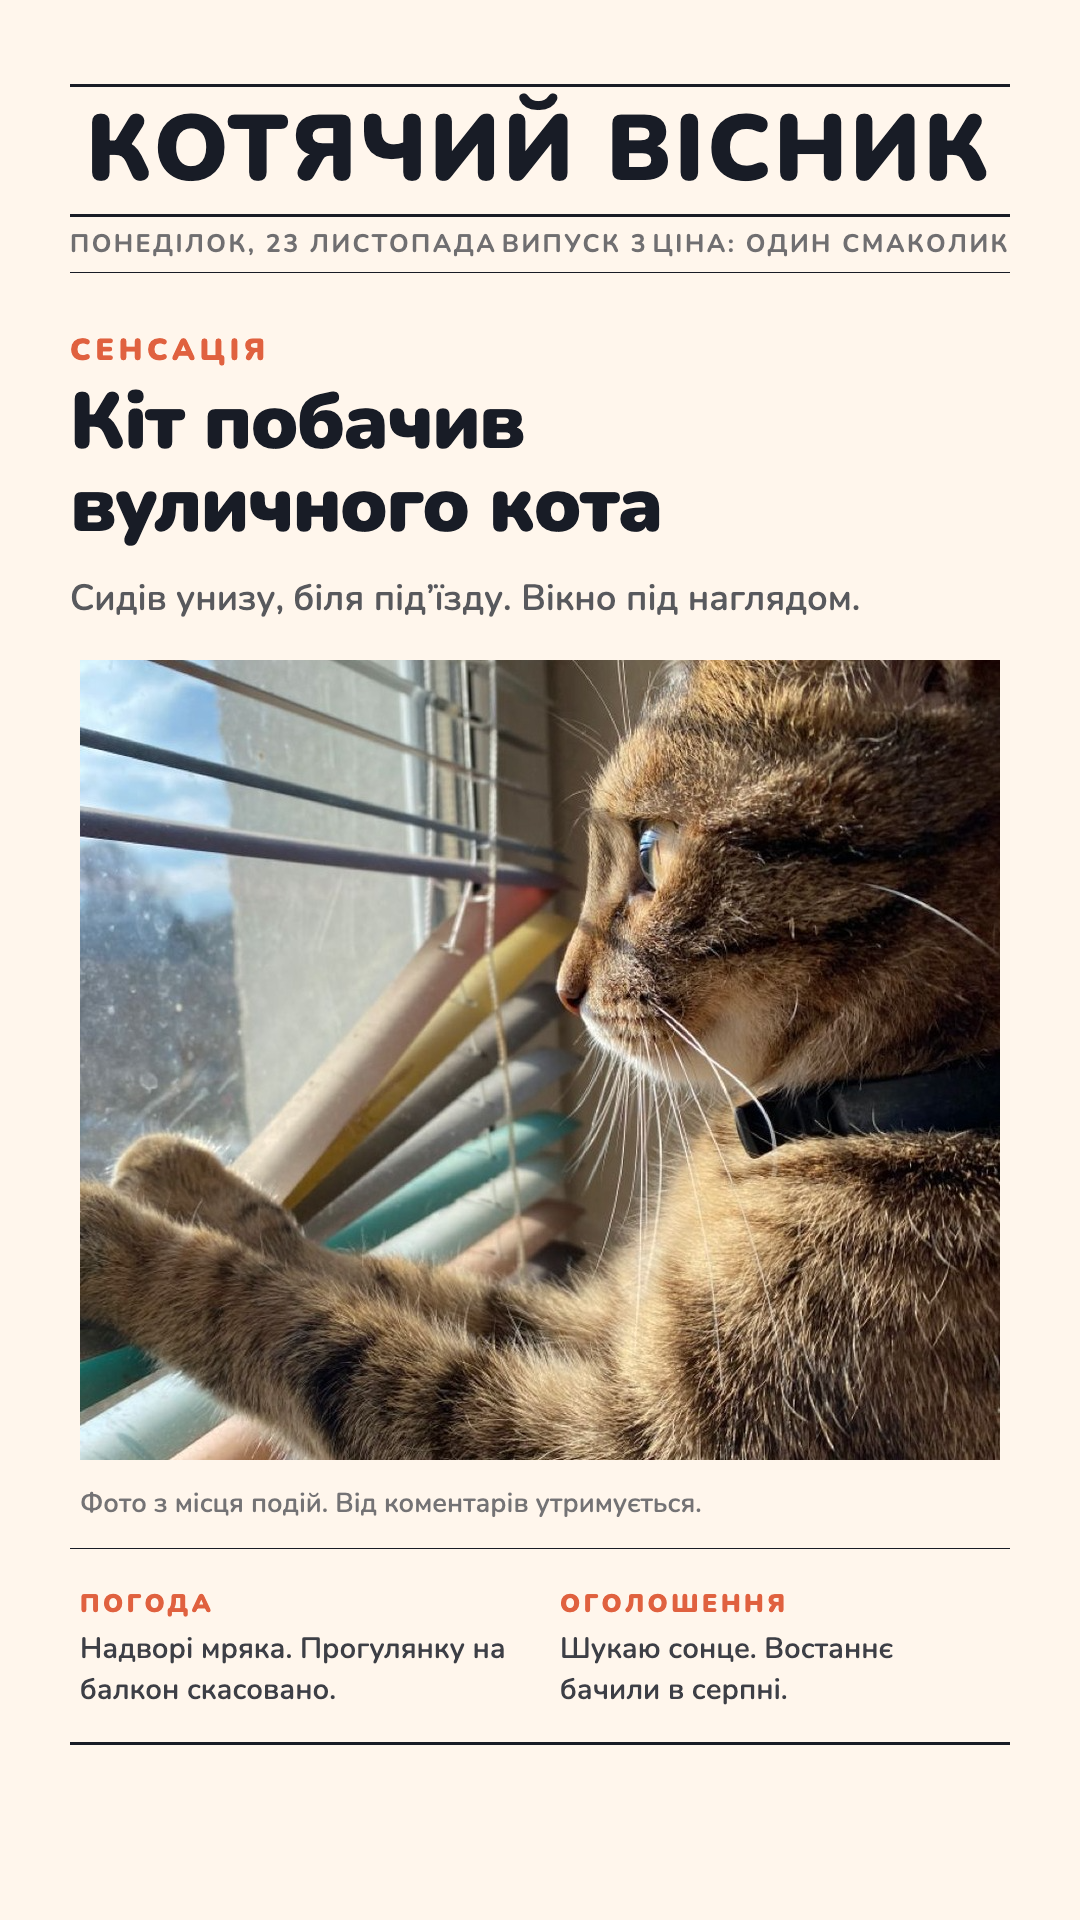 КОТЯЧИЙ ВІСНИК
ПОНЕДІЛОК, 23 ЛИСТОПАДА ВИПУСК 3 ЦІНА: ОДИН СМАКОЛИК
СЕНСАЦІЯ
Кіт побачив
вуличного кота
Сидів унизу, біля під’їзду. Вікно під наглядом.
Фото з місця подій. Від коментарів утримується.
ПОГОДА
Надворі мряка. Прогулянку на
балкон скасовано.
ОГОЛОШЕННЯ
Шукаю сонце. Востаннє
бачили в серпні.